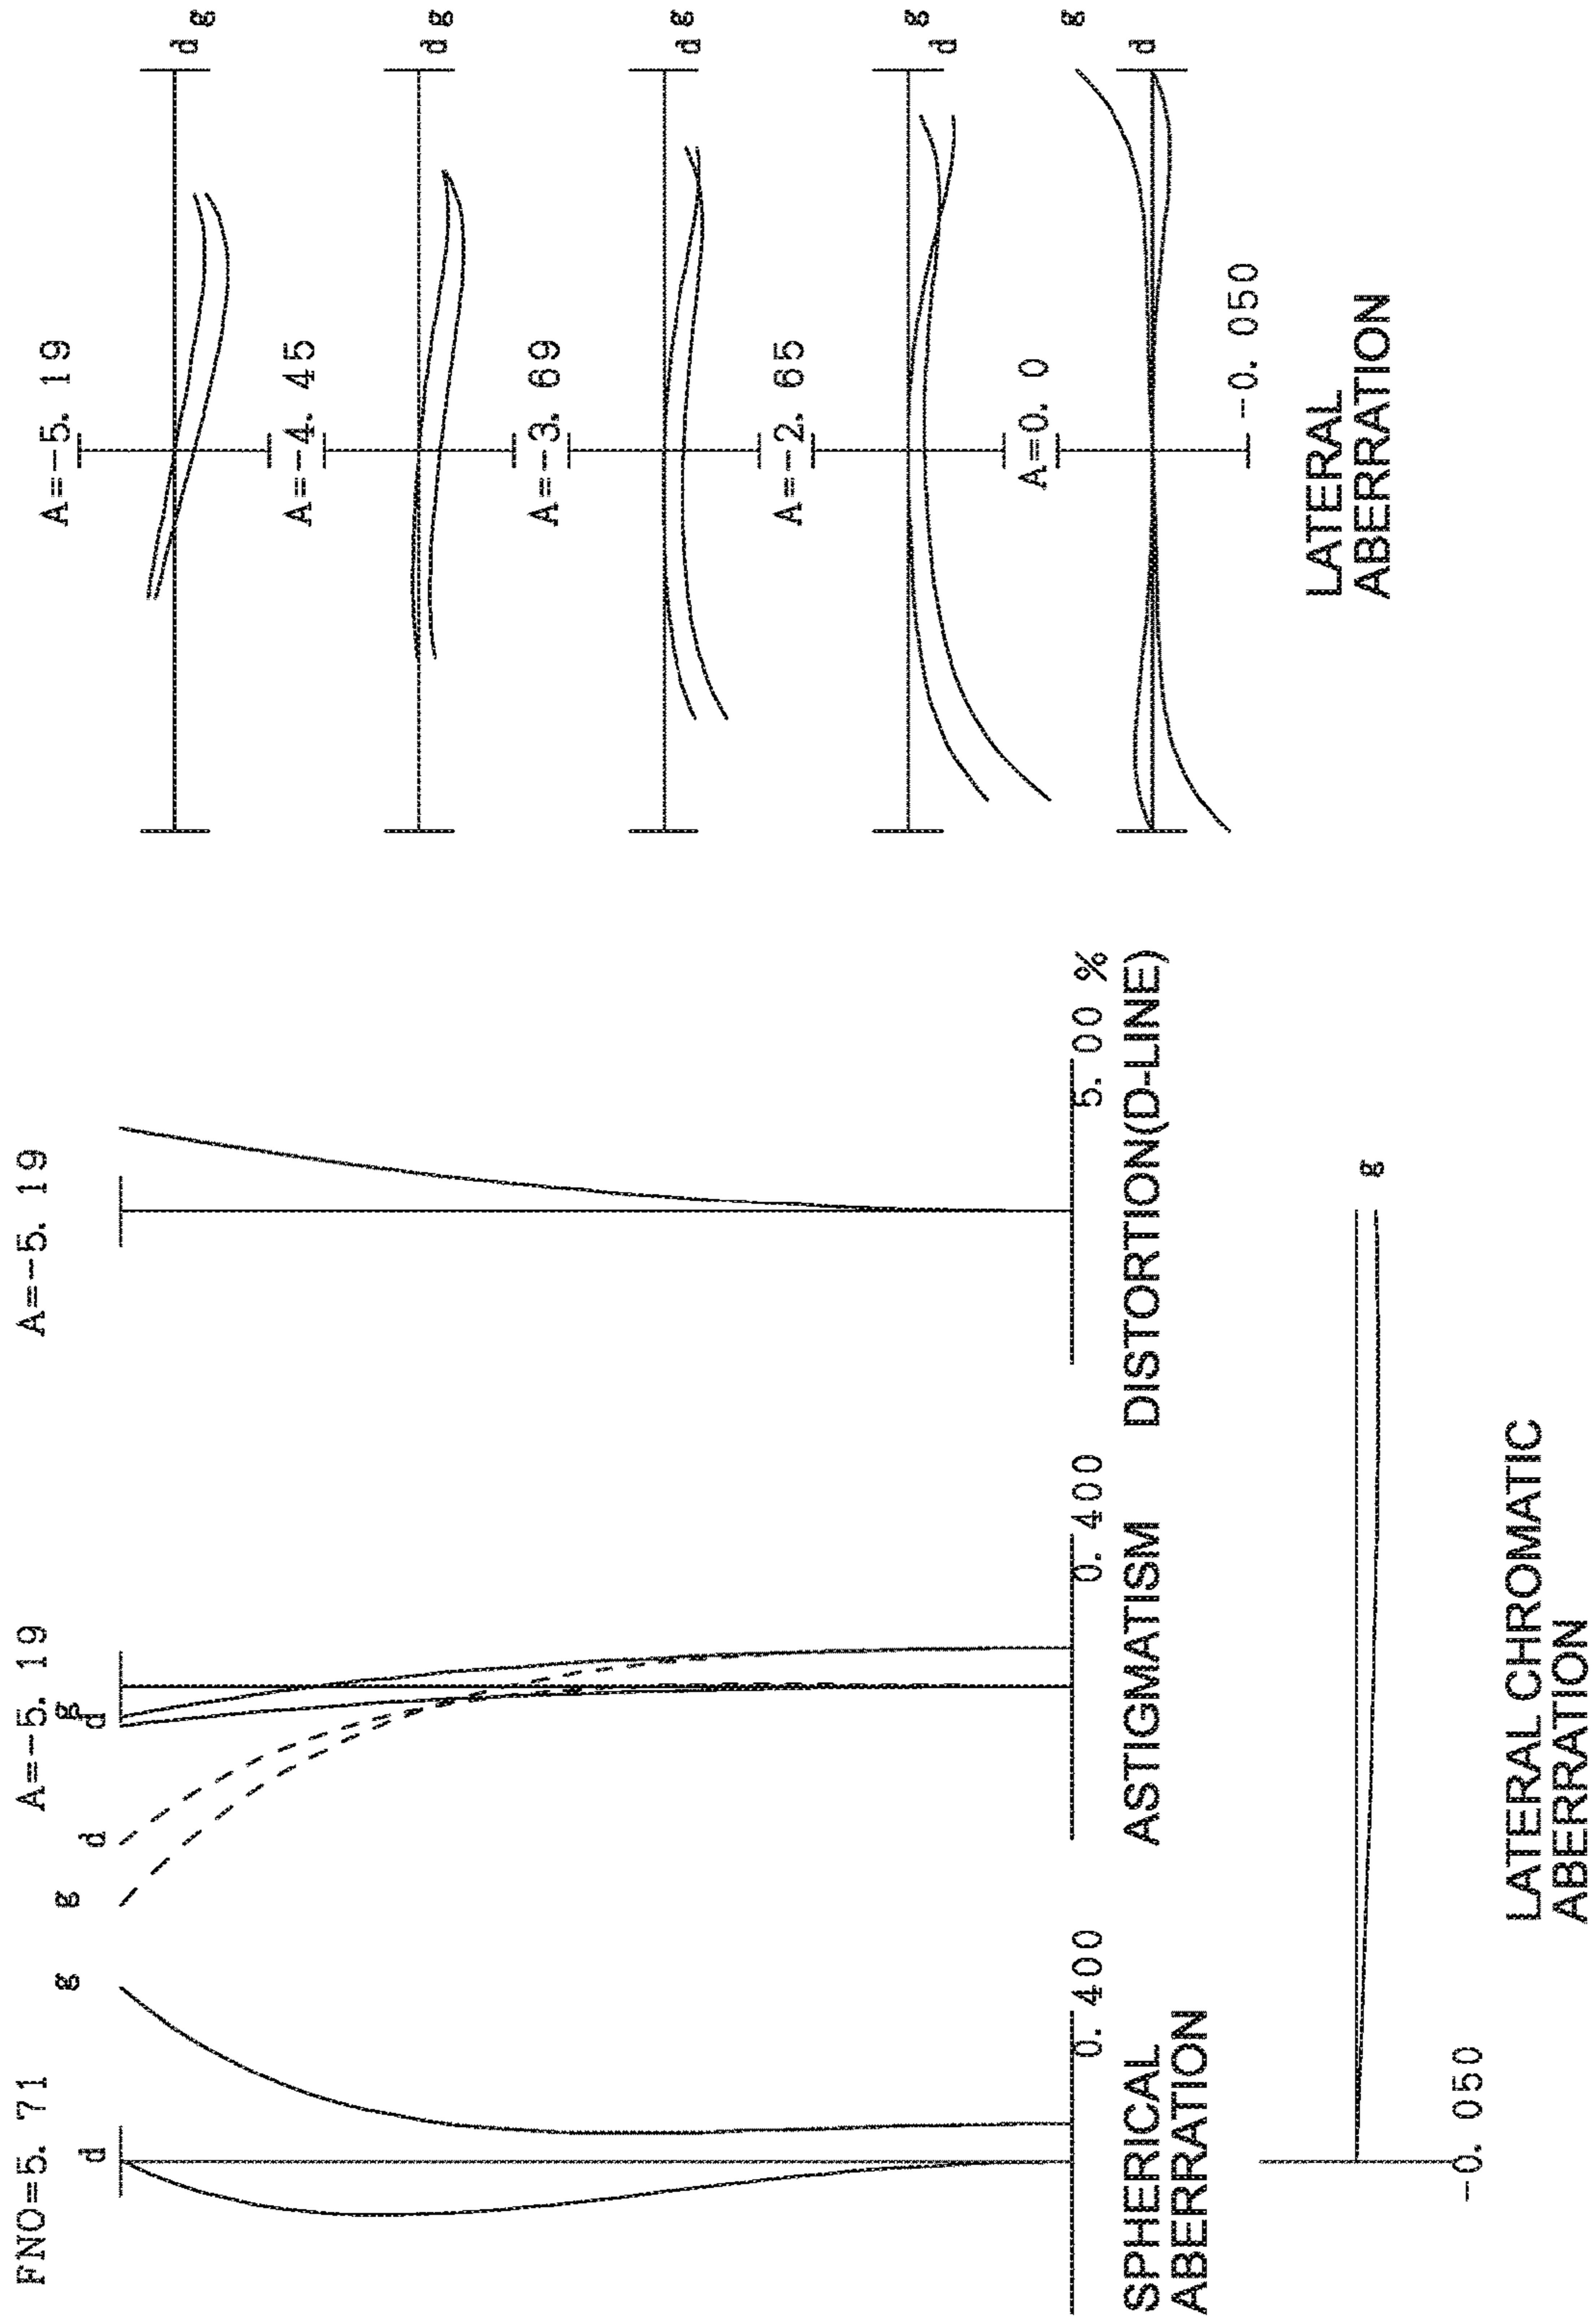 FNO=5. 71
d
g
0. 400
SPHERICAL
ABERRATION
A=-5. 19
g
d
g
d
0. 400
ASTIGMATISM
A=-5. 19
5. 00 %
DISTORTION(D-LINE)
g
-0. 050
LATERAL CHROMATIC
ABERRATION
A=-5. 19
d
g
A=-4. 45
d
g
A=-3. 69
d
g
A=-2. 65
g
d
A=0. 0
g
d
-0. 050
LATERAL
ABERRATION